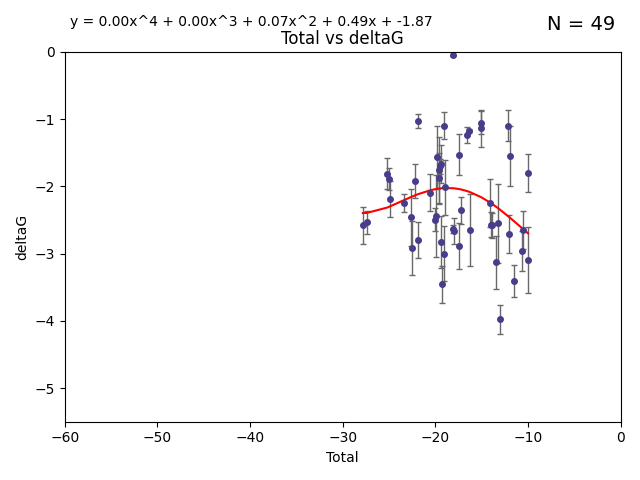 y = 0.00x^4 + 0.00x^3 + 0.07x^2 + 0.49x + -1.87
N = 49
Total vs deltaG
0
−1
−2
−3
−4
−5
deltaG
−60 −50 −40 −30 −20 −10 0
Total